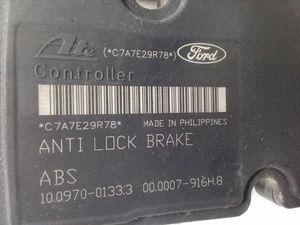 Ate (*C7A7E29R78*) Ford
Controller
*C7A7E29R78* MADE IN PHILIPPINES
ANTI LOCK BRAKE
ABS
10.0970-0133.3 00.0007-916H.8